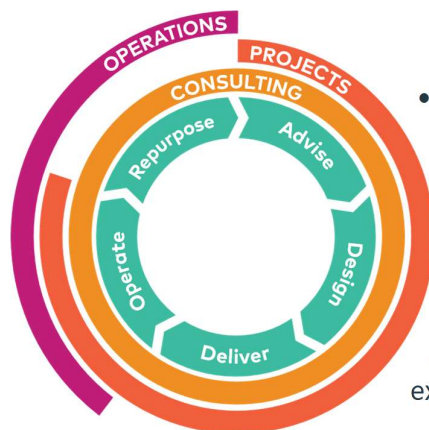 OPERATIONS
PROJECTS
CONSULTING
Repurpose
Advise
Operate
Design
Deliver
ex